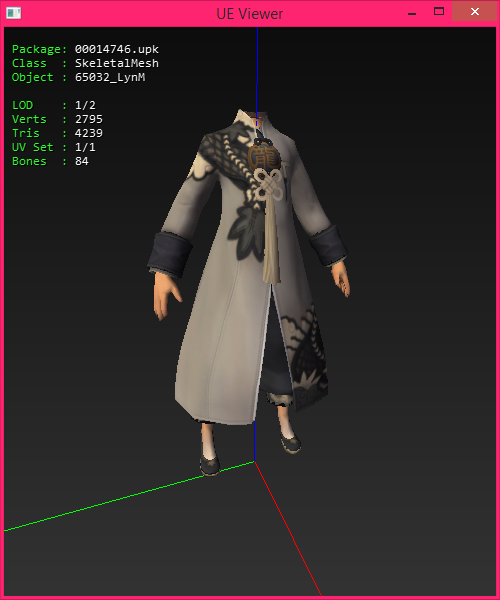 UE Viewer
Package: 00014746.upk
Class : SkeletalMesh
Object : 65032_LynM
LOD : 1/2
Verts : 2795
Tris : 4239
UV Set : 1/1
Bones : 84
龍